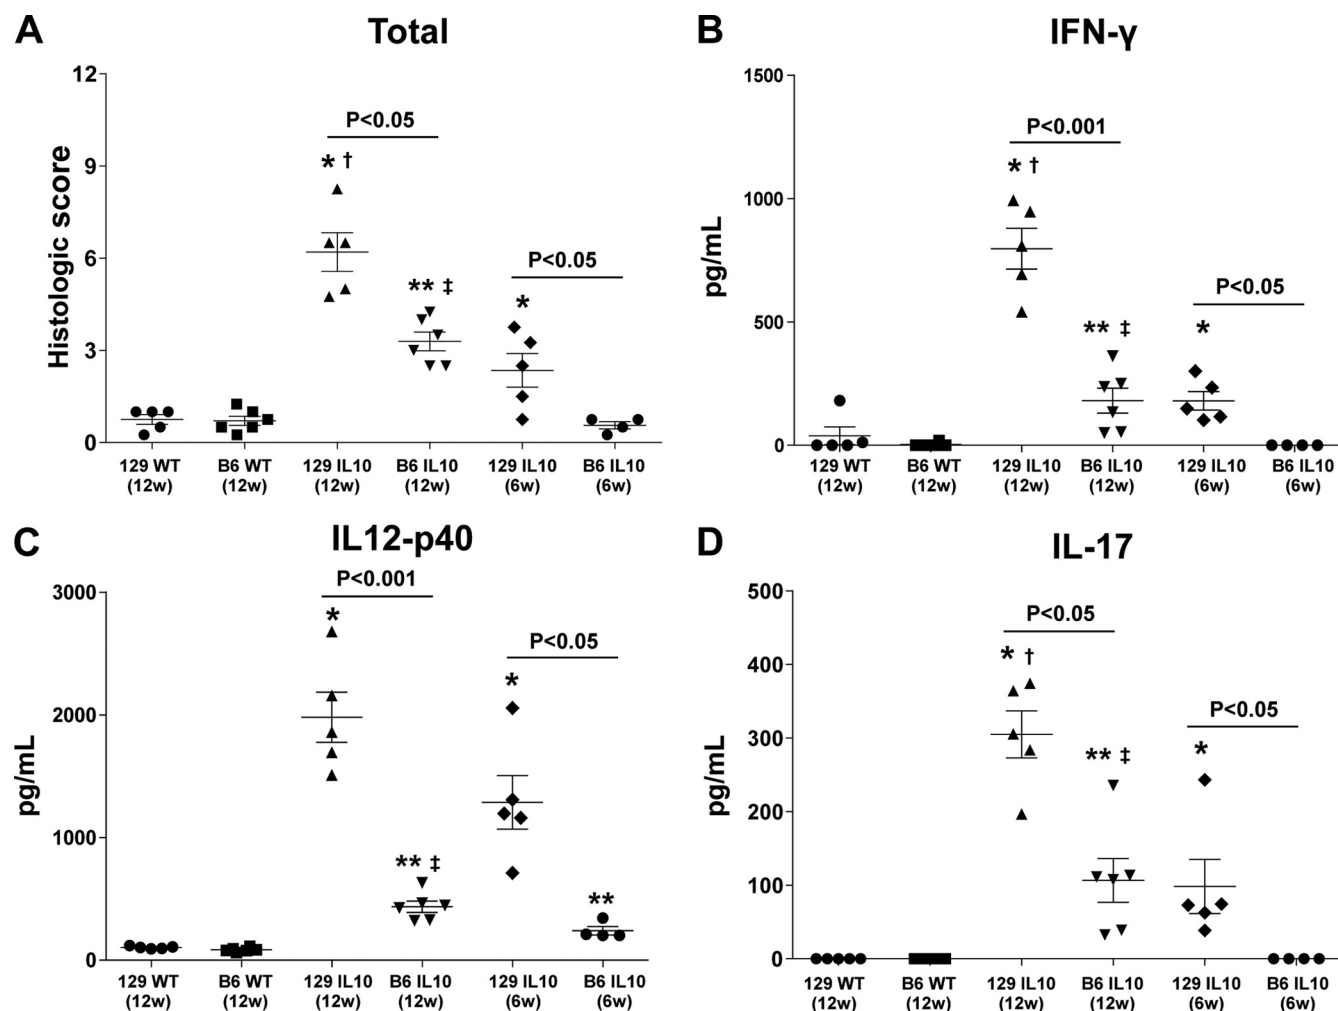 A
Total
Histologic score
12
9
6
3
0
P<0.05
* †
** ‡
P<0.05
*
129 WT
(12w)
B6 WT
(12w)
129 IL10
(12w)
B6 IL10
(12w)
129 IL10
(6w)
B6 IL10
(6w)
B
IFN-γ
pg/mL
1500
1000
500
0
P<0.001
* †
** ‡
P<0.05
*
129 WT
(12w)
B6 WT
(12w)
129 IL10
(12w)
B6 IL10
(12w)
129 IL10
(6w)
B6 IL10
(6w)
C
IL12-p40
pg/mL
3000
2000
1000
0
P<0.001
*
** ‡
P<0.05
*
**
129 WT
(12w)
B6 WT
(12w)
129 IL10
(12w)
B6 IL10
(12w)
129 IL10
(6w)
B6 IL10
(6w)
D
IL-17
pg/mL
500
400
300
200
100
0
P<0.05
* †
** ‡
P<0.05
*
129 WT
(12w)
B6 WT
(12w)
129 IL10
(12w)
B6 IL10
(12w)
129 IL10
(6w)
B6 IL10
(6w)